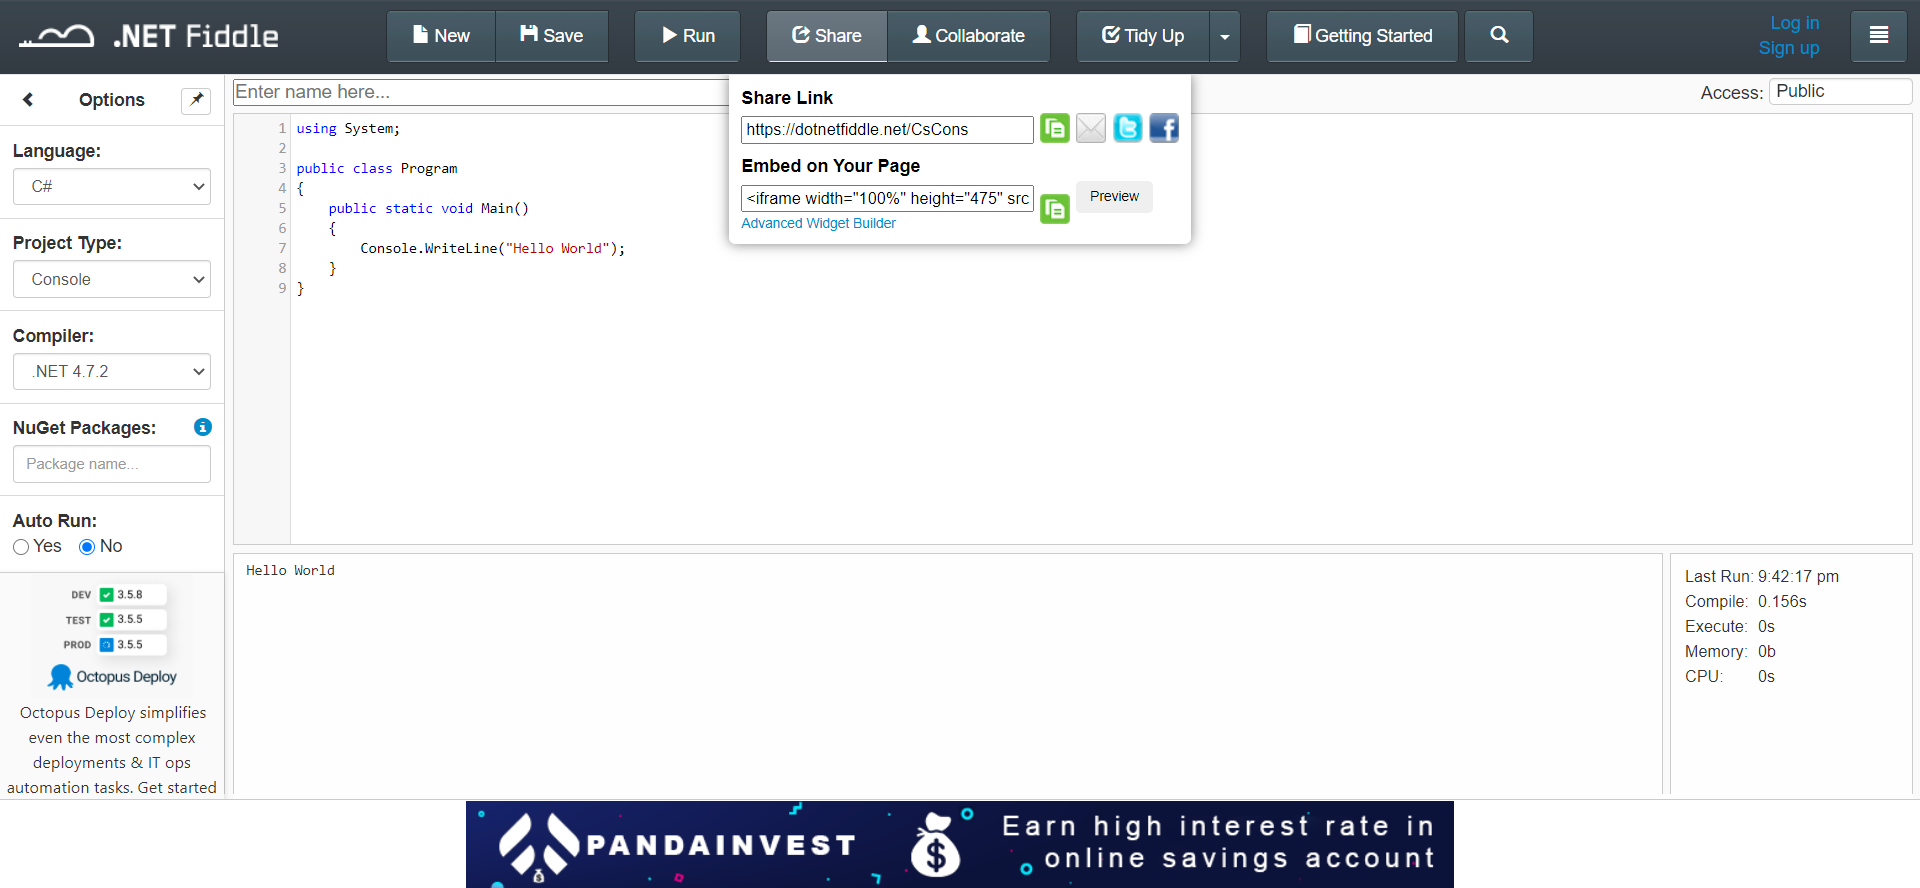 .NET Fiddle
New
Save
Run
Share
Collaborate
Tidy Up
Getting Started
Log in
Sign up
Options
Language:
C#
Project Type:
Console
Compiler:
.NET 4.7.2
NuGet Packages:
Package name...
Auto Run:
Yes No
DEV 3.5.8
TEST 3.5.5
PROD 3.5.5
Octopus Deploy
Octopus Deploy simplifies
even the most complex
deployments & IT ops
automation tasks. Get started
Enter name here...
Access: Public
1 using System;
2
3 public class Program
4 {
5     public static void Main()
6     {
7         Console.WriteLine("Hello World");
8     }
9 }
Share Link
https://dotnetfiddle.net/CsCons
Embed on Your Page
<iframe width="100%" height="475" src
Preview
Advanced Widget Builder
Hello World
Last Run: 9:42:17 pm
Compile: 0.156s
Execute: 0s
Memory: 0b
CPU: 0s
PANDAINVEST
Earn high interest rate in
online savings account